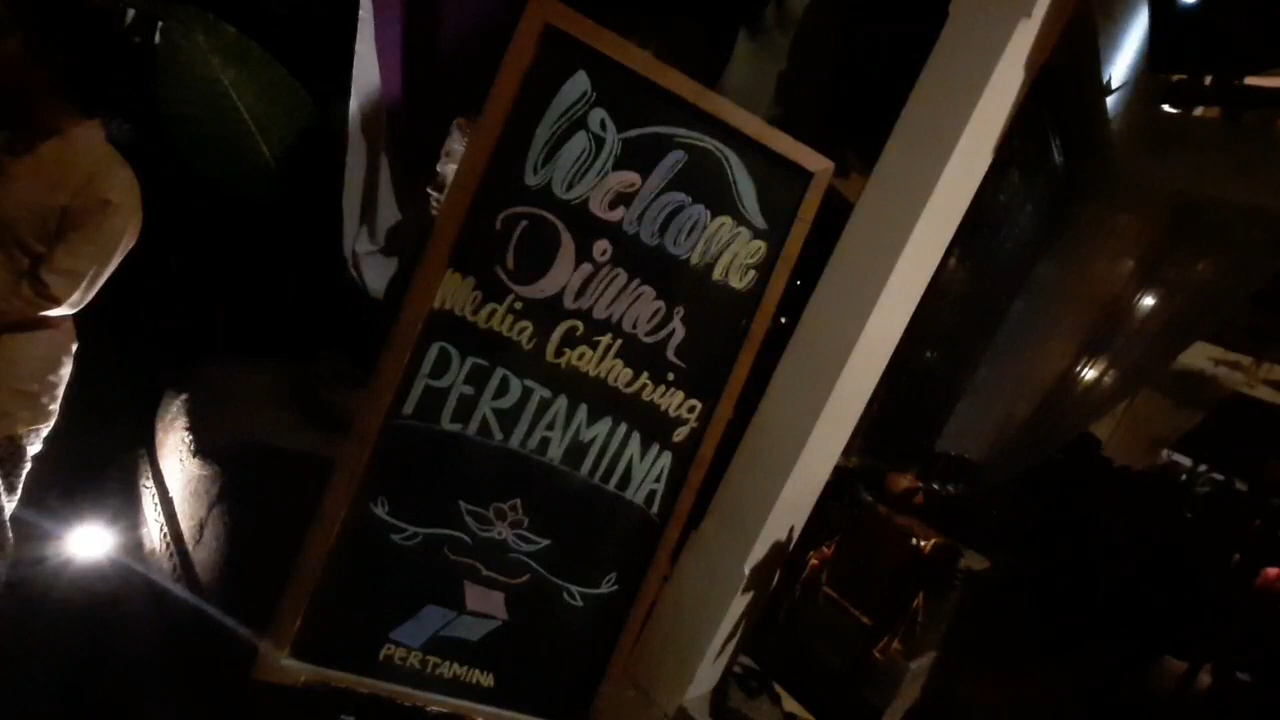 Welcome
Dinner
Media Gathering
PERTAMINA
PERTAMINA